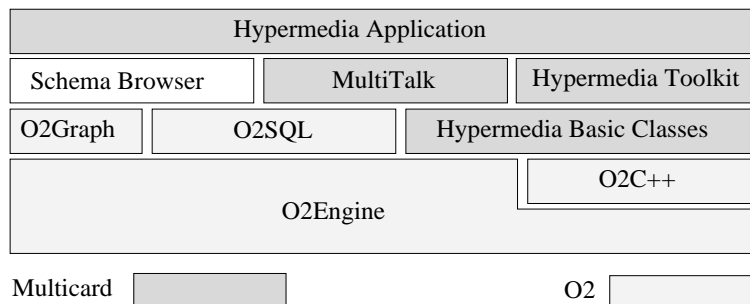 Hypermedia Application
Schema Browser MultiTalk Hypermedia Toolkit
O2Graph O2SQL Hypermedia Basic Classes
O2C++
O2Engine
Multicard O2